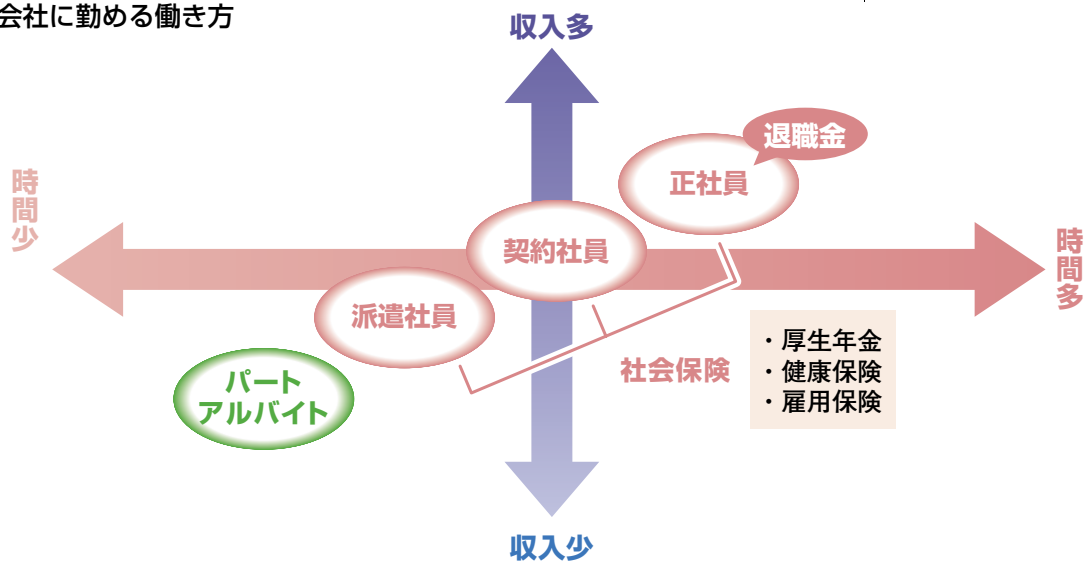 会社に勤める働き方
収入多
退職金
正社員
時間少
契約社員
時間多
派遣社員
社会保険
・厚生年金
・健康保険
・雇用保険
パート
アルバイト
収入少